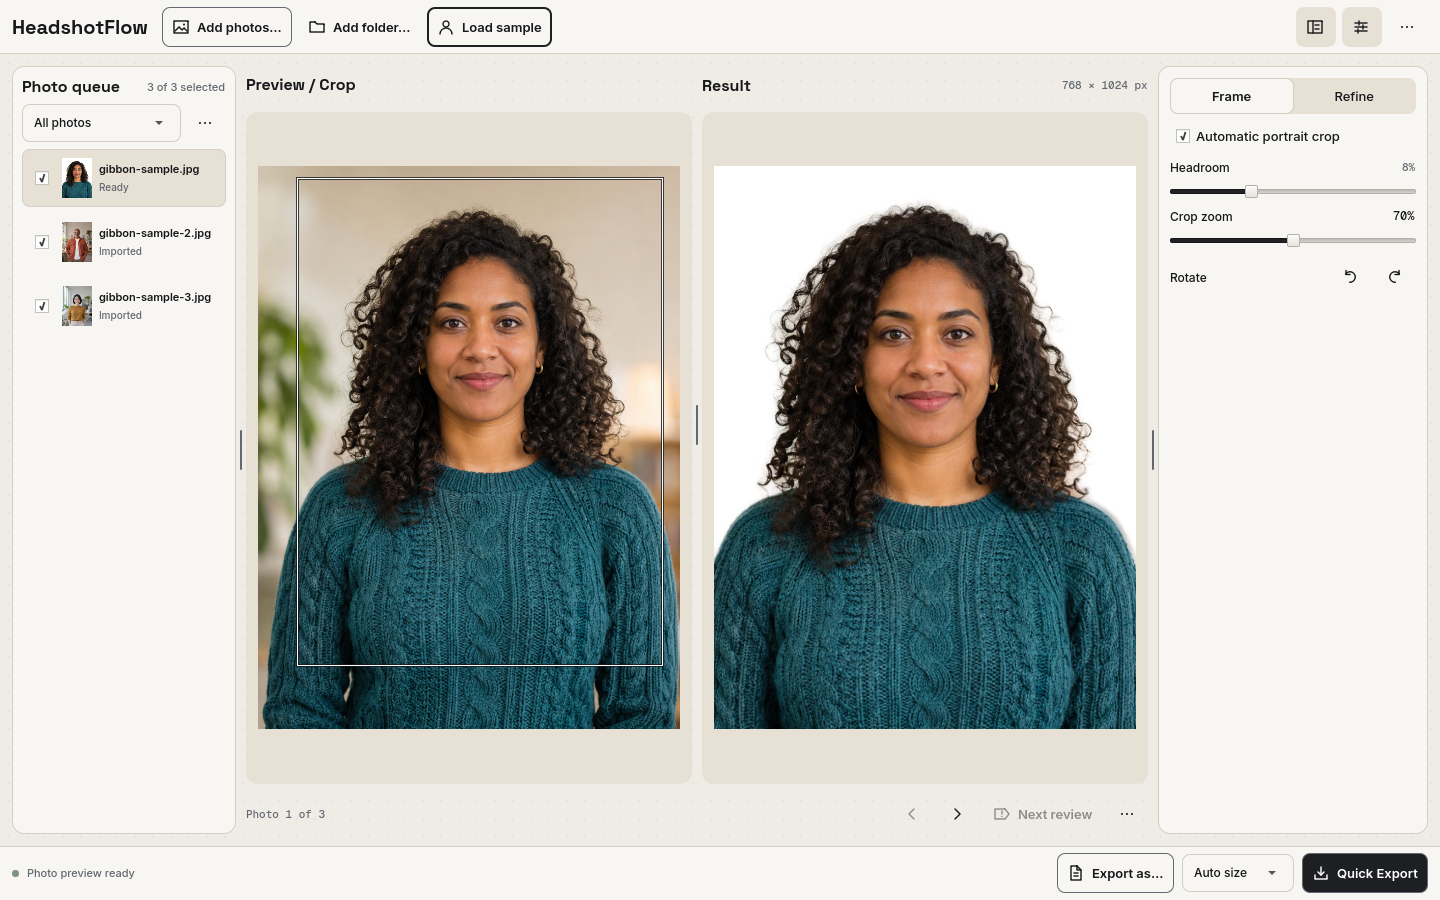 HeadshotFlow
Add photos...
Add folder...
Load sample
Photo queue
3 of 3 selected
All photos
gibbon-sample.jpg
Ready
gibbon-sample-2.jpg
Imported
gibbon-sample-3.jpg
Imported
Preview / Crop
Result
768 × 1024 px
Photo 1 of 3
Next review
Frame
Refine
Automatic portrait crop
Headroom
8%
Crop zoom
70%
Rotate
Photo preview ready
Export as...
Auto size
Quick Export